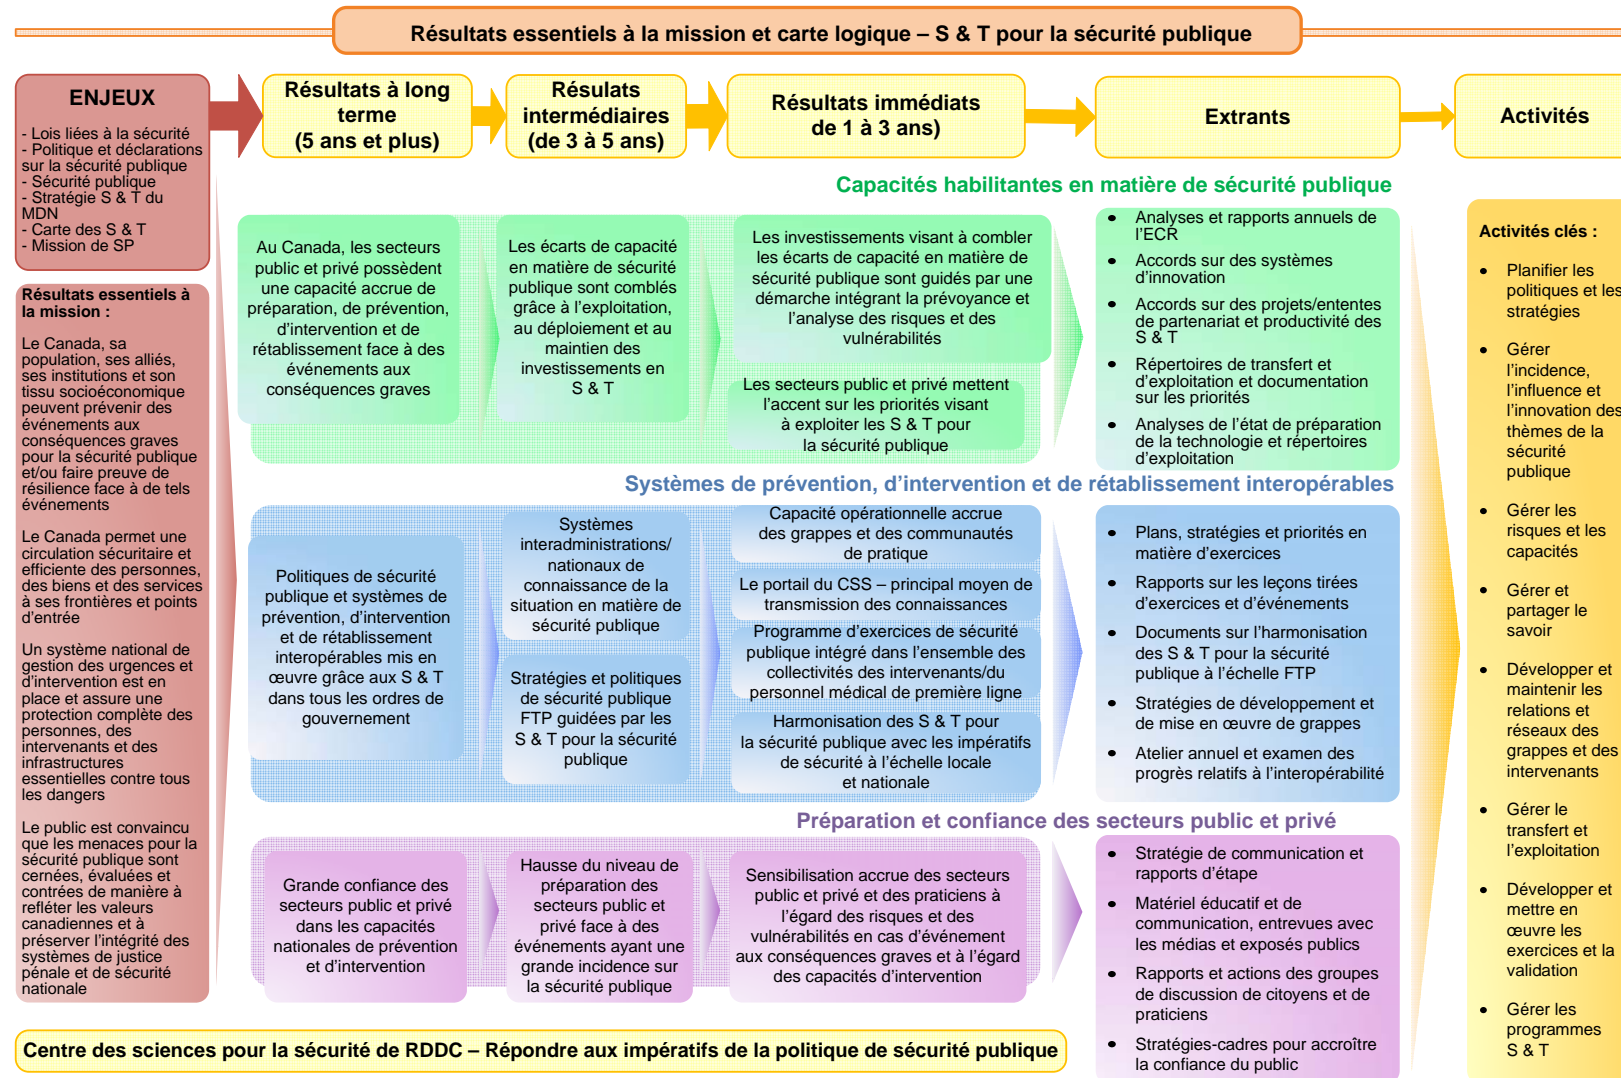 Résultats essentiels à la mission et carte logique – S & T pour la sécurité publique
ENJEUX
- Lois liées à la sécurité
- Politique et déclarations
sur la sécurité publique
- Sécurité publique
- Stratégie S & T du
MDN
- Carte des S & T
- Mission de SP
Résultats à long
terme
(5 ans et plus)
Résulats
intermédiaires
(de 3 à 5 ans)
Résultats immédiats
de 1 à 3 ans)
Extrants
Activités
Résultats essentiels à
la mission :
Le Canada, sa
population, ses alliés,
ses institutions et son
tissu socioéconomique
peuvent prévenir des
événements aux
conséquences graves
pour la sécurité publique
et/ou faire preuve de
résilience face à de tels
événements
Le Canada permet une
circulation sécuritaire et
efficiente des personnes,
des biens et des services
à ses frontières et points
d'entrée
Un système national de
gestion des urgences et
d'intervention est en
place et assure une
protection complète des
personnes, des
intervenants et des
infrastructures
essentielles contre tous
les dangers
Le public est convaincu
que les menaces pour la
sécurité publique sont
cernées, évaluées et
contrées de manière à
refléter les valeurs
canadiennes et à
préserver l'intégrité des
systèmes de justice
pénale et de sécurité
nationale
Capacités habilitantes en matière de sécurité publique
Au Canada, les secteurs
public et privé possèdent
une capacité accrue de
préparation, de prévention,
d'intervention et de
rétablissement face à des
événements aux
conséquences graves
Les écarts de capacité
en matière de sécurité
publique sont comblés
grâce à l'exploitation,
au déploiement et au
maintien des
investissements en
S & T
Les investissements visant à combler
les écarts de capacité en matière de
sécurité publique sont guidés par une
démarche intégrant la prévoyance et
l'analyse des risques et des
vulnérabilités
Les secteurs public et privé mettent
l'accent sur les priorités visant
à exploiter les S & T pour
la sécurité publique
• Analyses et rapports annuels de
l'ECR
• Accords sur des systèmes
d'innovation
• Accords sur des projets/ententes
de partenariat et productivité des
S & T
• Répertoires de transfert et
d'exploitation et documentation
sur les priorités
• Analyses de l'état de préparation
de la technologie et répertoires
d'exploitation
Systèmes de prévention, d'intervention et de rétablissement interopérables
Politiques de sécurité
publique et systèmes de
prévention, d'intervention
et de rétablissement
interopérables mis en
œuvre grâce aux S & T
dans tous les ordres de
gouvernement
Systèmes
interadministrations/
nationaux de
connaissance de la
situation en matière de
sécurité publique
Stratégies et politiques
de sécurité publique
FTP guidées par les
S & T pour la sécurité
publique
Capacité opérationnelle accrue
des grappes et des communautés
de pratique
Le portail du CSS – principal moyen de
transmission des connaissances
Programme d'exercices de sécurité
publique intégré dans l'ensemble des
collectivités des intervenants/du
personnel médical de première ligne
Harmonisation des S & T pour
la sécurité publique avec les impératifs
de sécurité à l'échelle locale
et nationale
• Plans, stratégies et priorités en
matière d'exercices
• Rapports sur les leçons tirées
d'exercices et d'événements
• Documents sur l'harmonisation
des S & T pour la sécurité
publique à l'échelle FTP
• Stratégies de développement et
de mise en œuvre de grappes
• Atelier annuel et examen des
progrès relatifs à l'interopérabilité
Préparation et confiance des secteurs public et privé
Grande confiance des
secteurs public et privé
dans les capacités
nationales de prévention
et d'intervention
Hausse du niveau de
préparation des
secteurs public et
privé face à des
événements ayant une
grande incidence sur
la sécurité publique
Sensibilisation accrue des secteurs
public et privé et des praticiens à
l'égard des risques et des
vulnérabilités en cas d'événement
aux conséquences graves et à l'égard
des capacités d'intervention
• Stratégie de communication et
rapports d'étape
• Matériel éducatif et de
communication, entrevues avec
les médias et exposés publics
• Rapports et actions des groupes
de discussion de citoyens et de
praticiens
• Stratégies-cadres pour accroître
la confiance du public
Activités clés :
• Planifier les
politiques et les
stratégies
• Gérer
l'incidence,
l'influence et
l'innovation des
thèmes de la
sécurité
publique
• Gérer les
risques et les
capacités
• Gérer et
partager le
savoir
• Développer et
maintenir les
relations et
réseaux des
grappes et des
intervenants
• Gérer le
transfert et
l'exploitation
• Développer et
mettre en
œuvre les
exercices et la
validation
• Gérer les
programmes
S & T
Centre des sciences pour la sécurité de RDDC – Répondre aux impératifs de la politique de sécurité publique